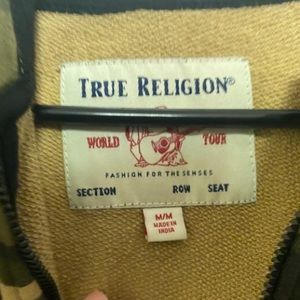 TRUE RELIGION®
WORLD TOUR
FASHION FOR THE SENSES
SECTION ROW SEAT
M/M
MADE IN
INDIA